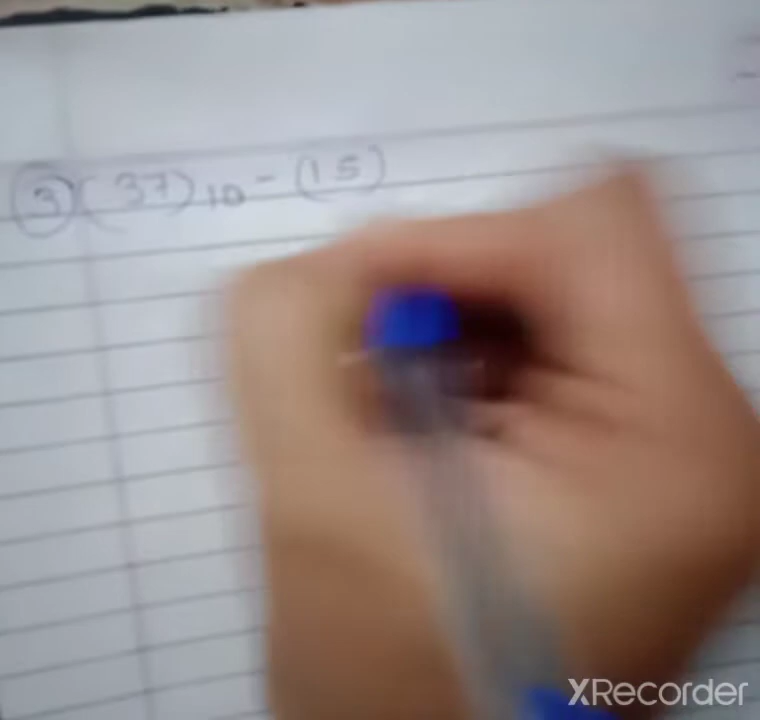 ③ (37)₁₀ - (15)
XRecorder